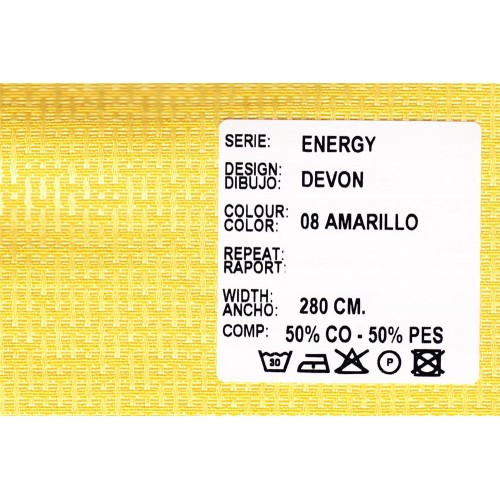 SERIE: ENERGY
DESIGN:
DIBUJO: DEVON
COLOUR:
COLOR: 08 AMARILLO
REPEAT:
RAPORT:
WIDTH:
ANCHO: 280 CM.
COMP: 50% CO - 50% PES
30 P